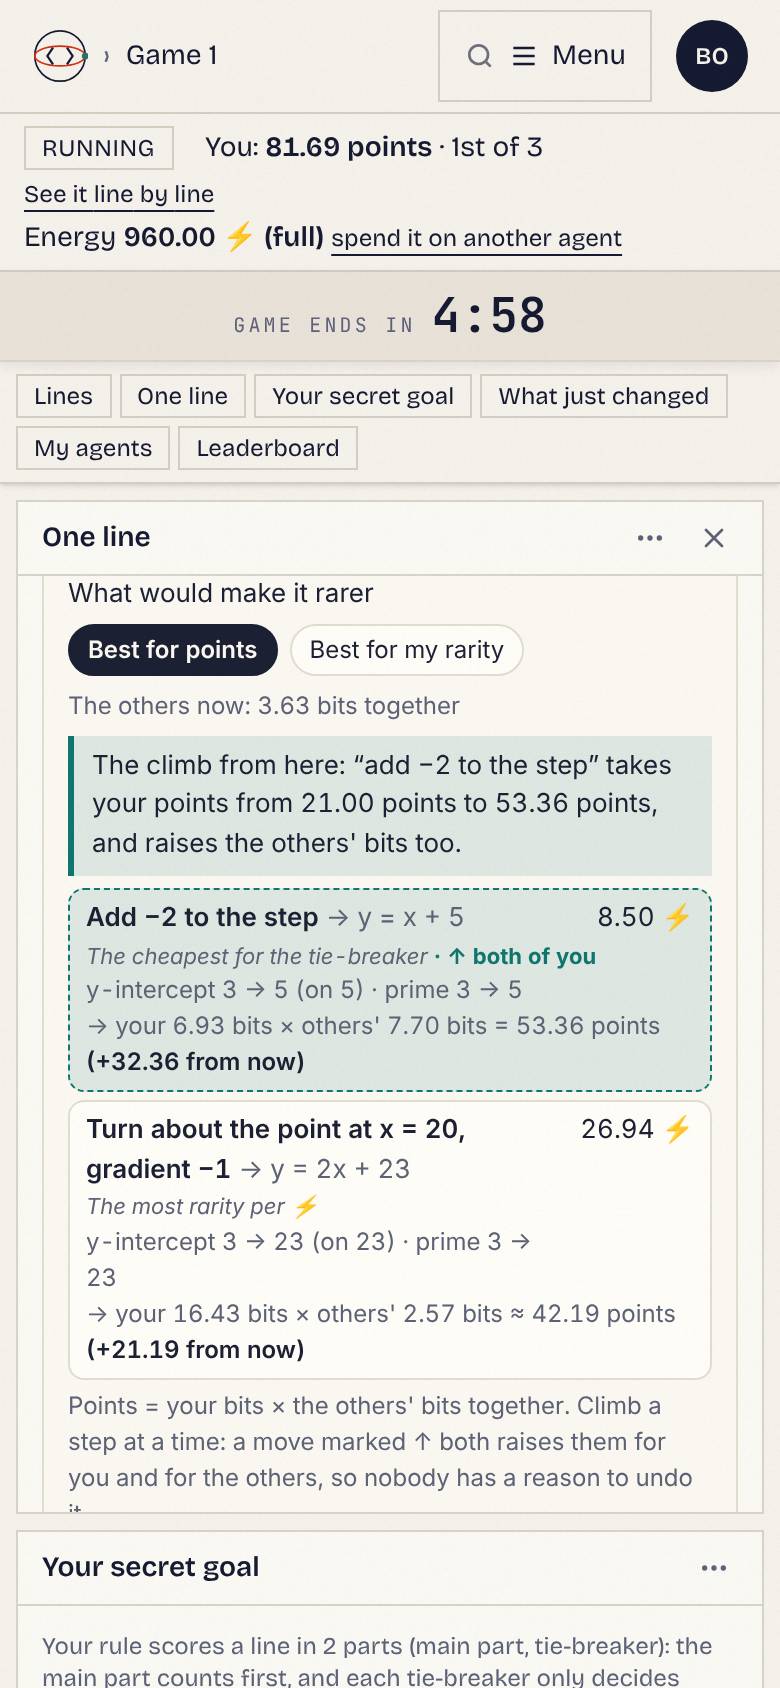 Game 1
Menu
BO
RUNNING
You: 81.69 points · 1st of 3
See it line by line
Energy 960.00 ⚡ (full) spend it on another agent
GAME ENDS IN 4:58
Lines
One line
Your secret goal
What just changed
My agents
Leaderboard
One line
What would make it rarer
Best for points
Best for my rarity
The others now: 3.63 bits together
The climb from here: “add −2 to the step” takes
your points from 21.00 points to 53.36 points,
and raises the others' bits too.
Add −2 to the step → y = x + 5 8.50 ⚡
The cheapest for the tie-breaker · ↑ both of you
y-intercept 3 → 5 (on 5) · prime 3 → 5
→ your 6.93 bits × others' 7.70 bits = 53.36 points
(+32.36 from now)
Turn about the point at x = 20, 26.94 ⚡
gradient −1 → y = 2x + 23
The most rarity per ⚡
y-intercept 3 → 23 (on 23) · prime 3 →
23
→ your 16.43 bits × others' 2.57 bits ≈ 42.19 points
(+21.19 from now)
Points = your bits × the others' bits together. Climb a
step at a time: a move marked ↑ both raises them for
you and for the others, so nobody has a reason to undo
Your secret goal
Your rule scores a line in 2 parts (main part, tie-breaker): the
main part counts first, and each tie-breaker only decides